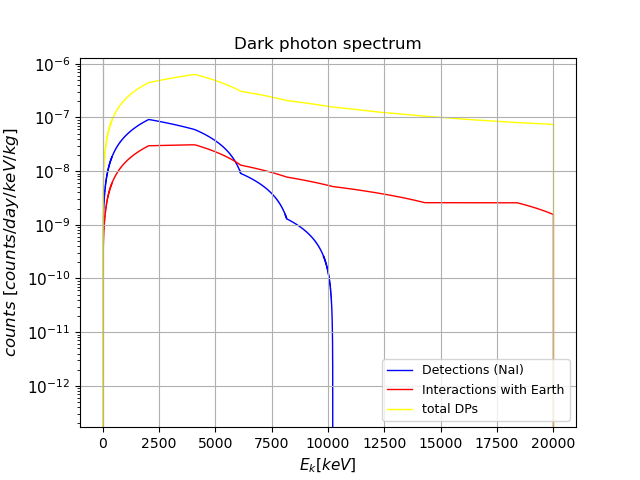 Dark photon spectrum
counts [counts/day/keV/kg]
10⁻⁶
10⁻⁷
10⁻⁸
10⁻⁹
10⁻¹⁰
10⁻¹¹
10⁻¹²
Detections (NaI)
Interactions with Earth
total DPs
0 2500 5000 7500 10000 12500 15000 17500 20000
Eₖ[keV]